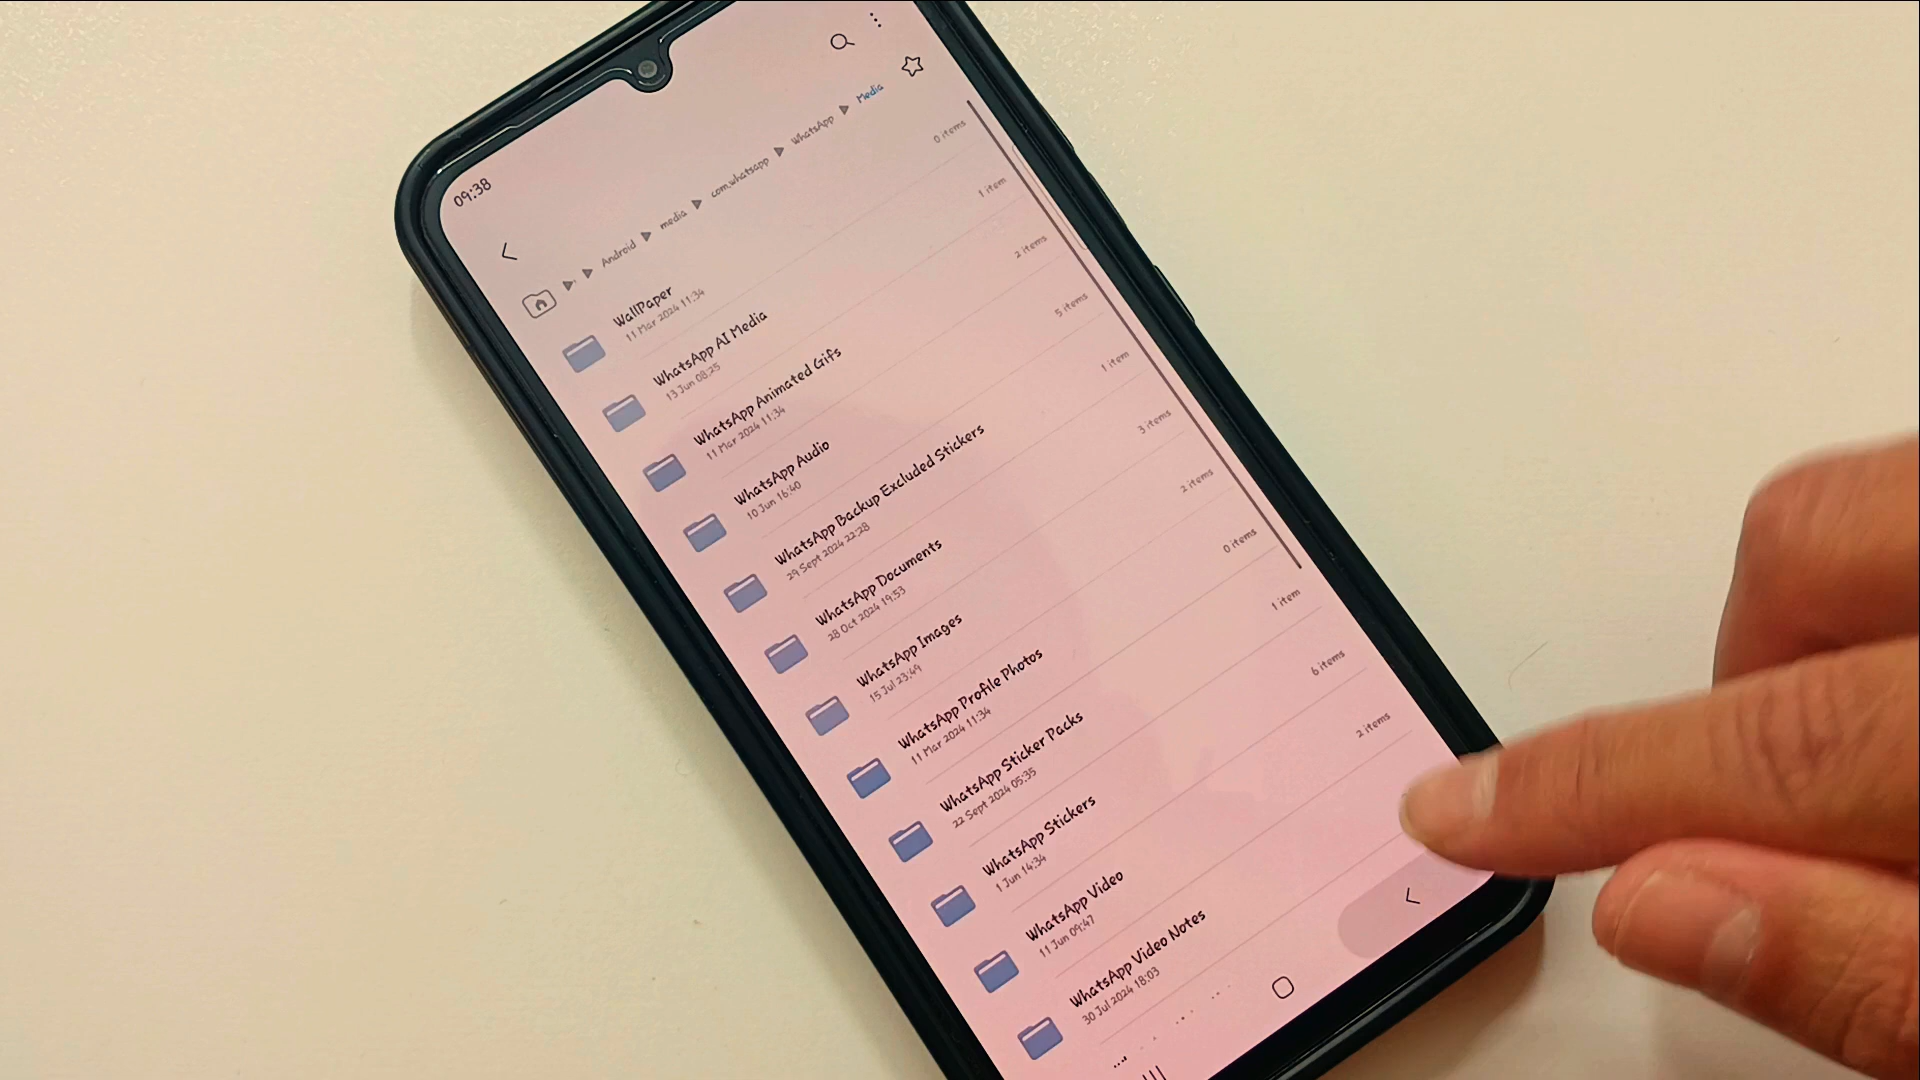 09:38
Android ▶ media ▶ com.whatsapp ▶ WhatsApp ▶ Media
WallPaper
11 Mar 2024 11:34
0 items
WhatsApp AI Media
13 Jun 08:25
1 item
WhatsApp Animated Gifs
11 Mar 2024 11:34
2 items
WhatsApp Audio
10 Jun 16:40
5 items
WhatsApp Backup Excluded Stickers
29 Sept 2024 22:28
1 item
WhatsApp Documents
28 Oct 2024 19:53
3 items
WhatsApp Images
15 Jul 23:49
2 items
WhatsApp Profile Photos
11 Mar 2024 11:34
0 items
WhatsApp Sticker Packs
22 Sept 2024 05:35
1 item
WhatsApp Stickers
1 Jun 14:34
6 items
WhatsApp Video
11 Jun 09:47
2 items
WhatsApp Video Notes
30 Jul 2024 18:03